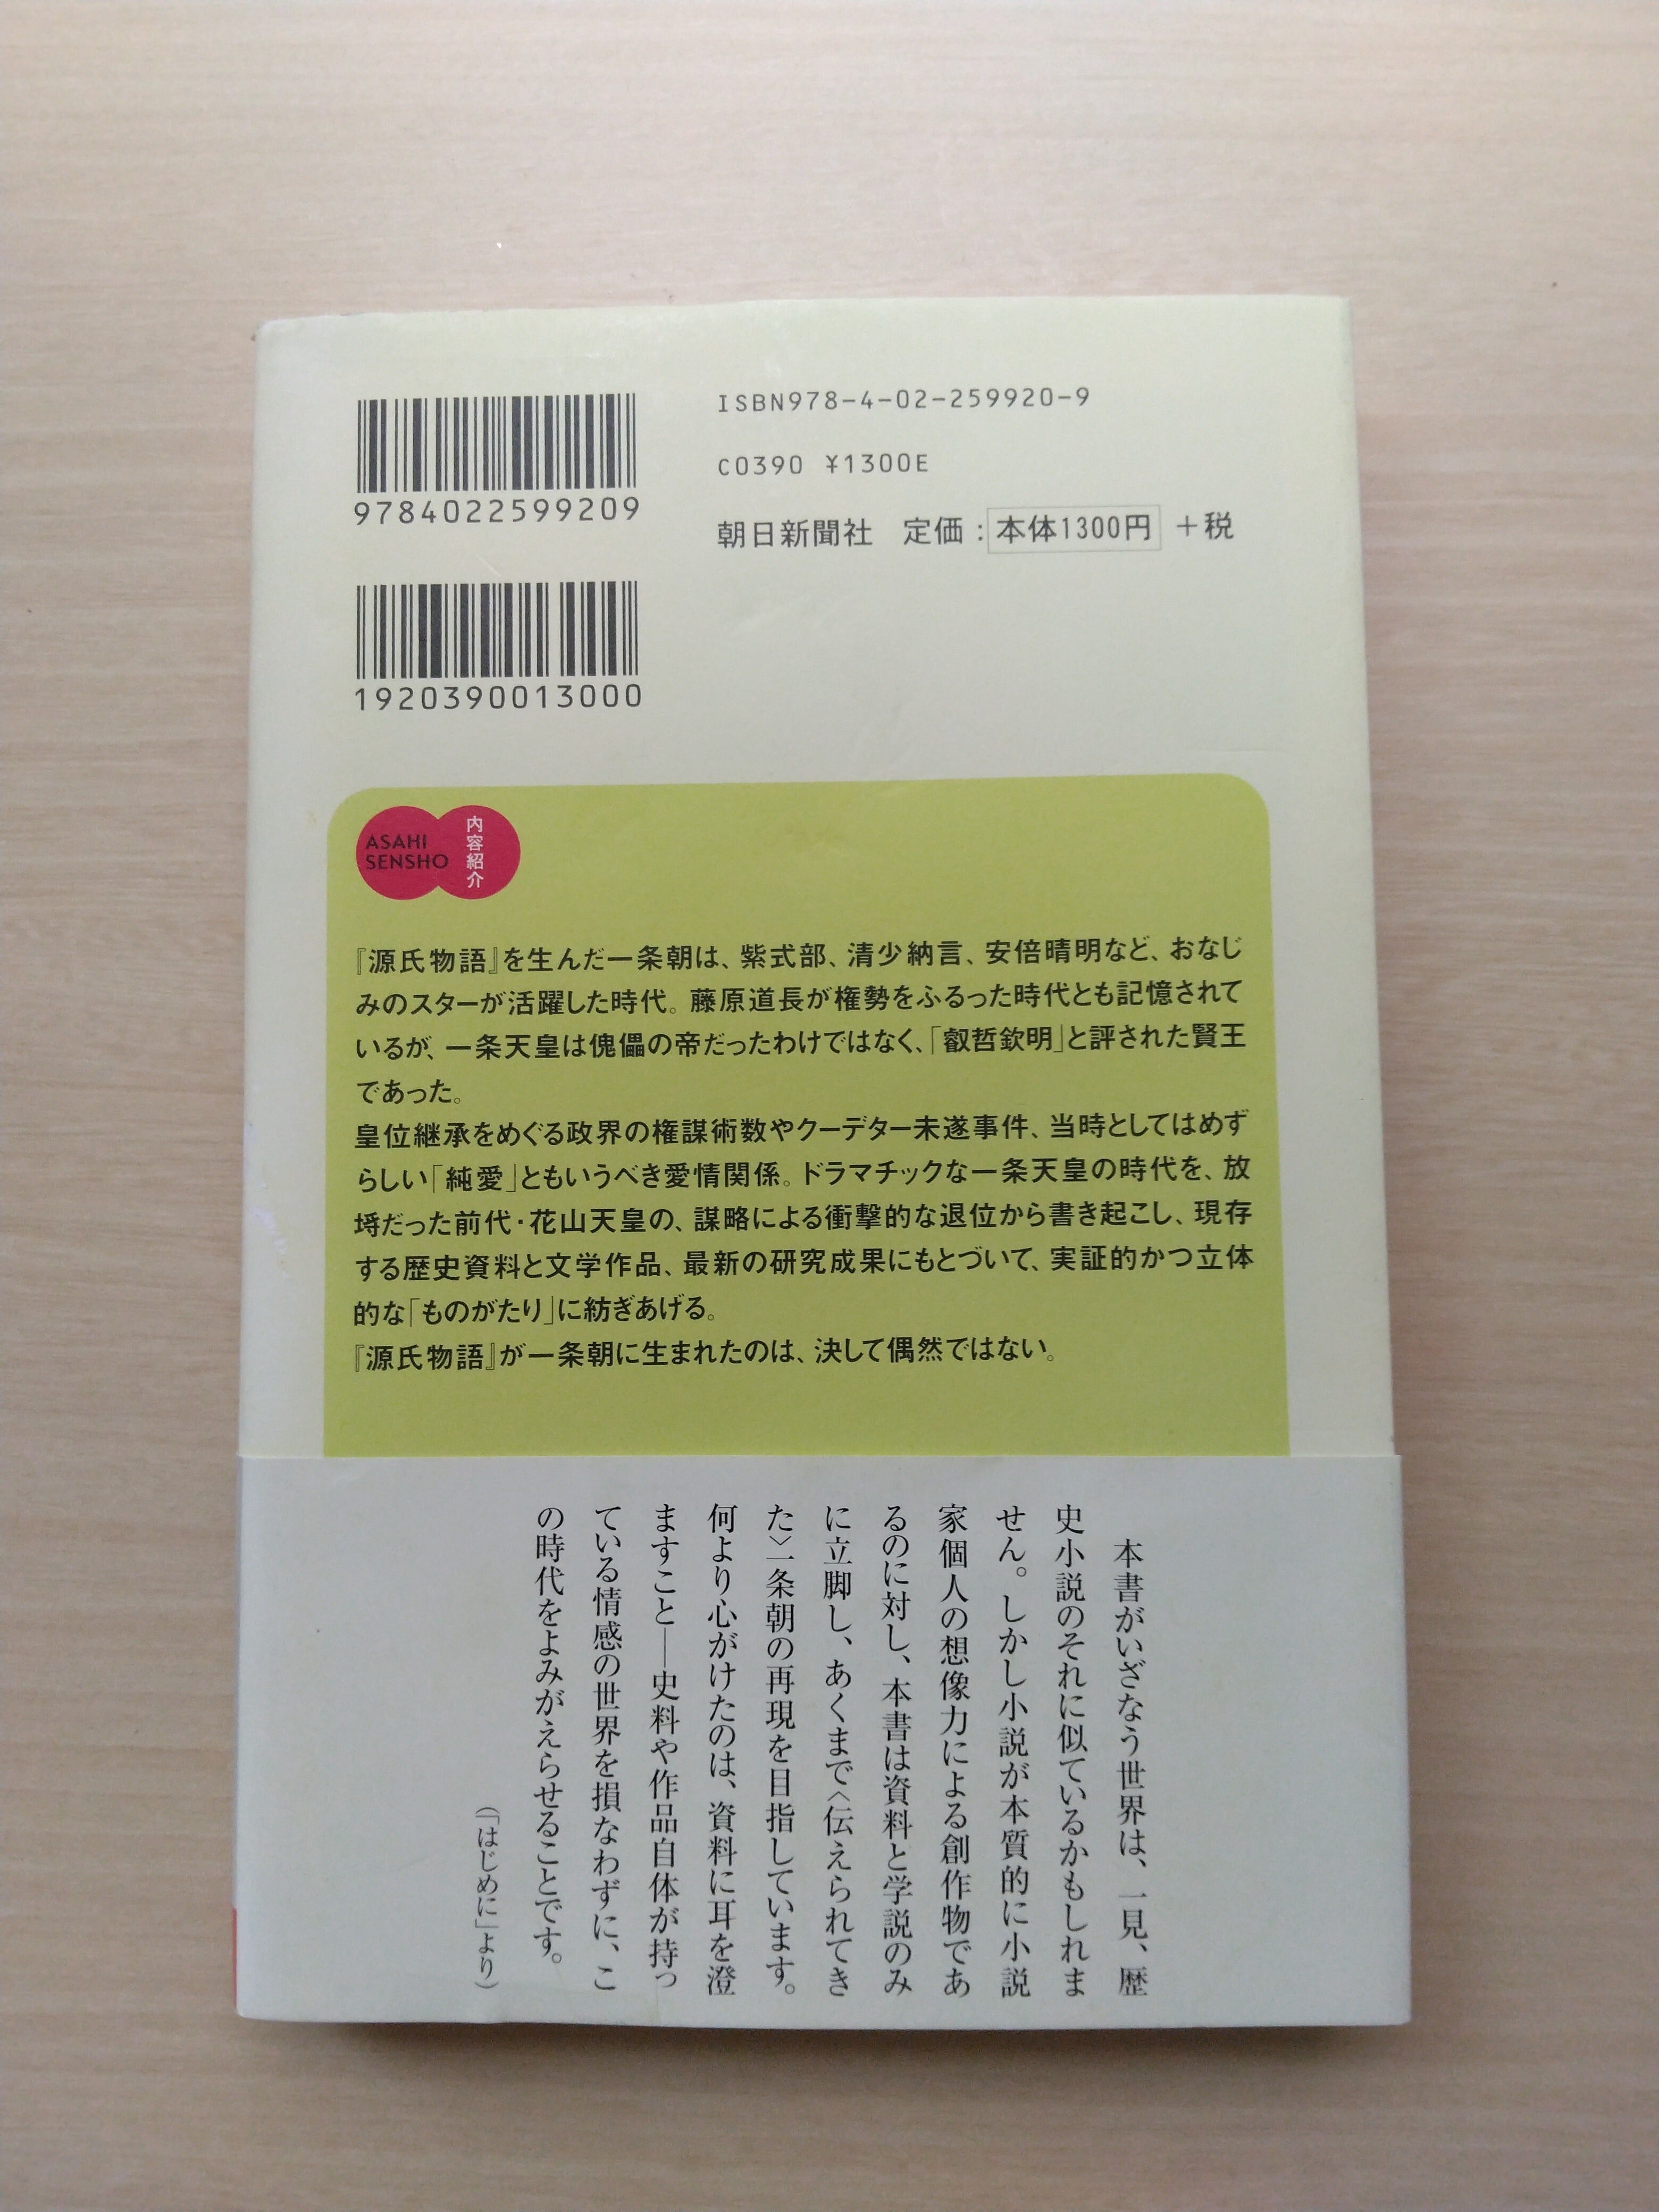 9784022599209
ISBN978-4-02-259920-9
C0390 ¥1300E
朝日新聞社 定価：本体1300円 +税
1920390013000
ASAHI
SENSHO
内容紹介
『源氏物語』を生んだ一条朝は、紫式部、清少納言、安倍晴明など、おなじ
みのスターが活躍した時代。藤原道長が権勢をふるった時代とも記憶されて
いるが、一条天皇は傀儡の帝だったわけではなく、「叡哲欽明」と評された賢王
であった。
皇位継承をめぐる政界の権謀術数やクーデター未遂事件、当時としてはめず
らしい「純愛」ともいうべき愛情関係。ドラマチックな一条天皇の時代を、放
埓だった前代・花山天皇の、謀略による衝撃的な退位から書き起こし、現存
する歴史資料と文学作品、最新の研究成果にもとづいて、実証的かつ立体
的な「ものがたり」に紡ぎあげる。
『源氏物語』が一条朝に生まれたのは、決して偶然ではない。
本書がいざなう世界は、一見、歴
史小説のそれに似ているかもしれま
せん。しかし小説が本質的に小説
家個人の想像力による創作物であ
るのに対し、本書は資料と学説のみ
に立脚し、あくまで〈伝えられてき
た〉一条朝の再現を目指しています。
何より心がけたのは、資料に耳を澄
ますこと―史料や作品自体が持っ
ている情感の世界を損なわずに、こ
の時代をよみがえらせることです。
(「はじめに」より)